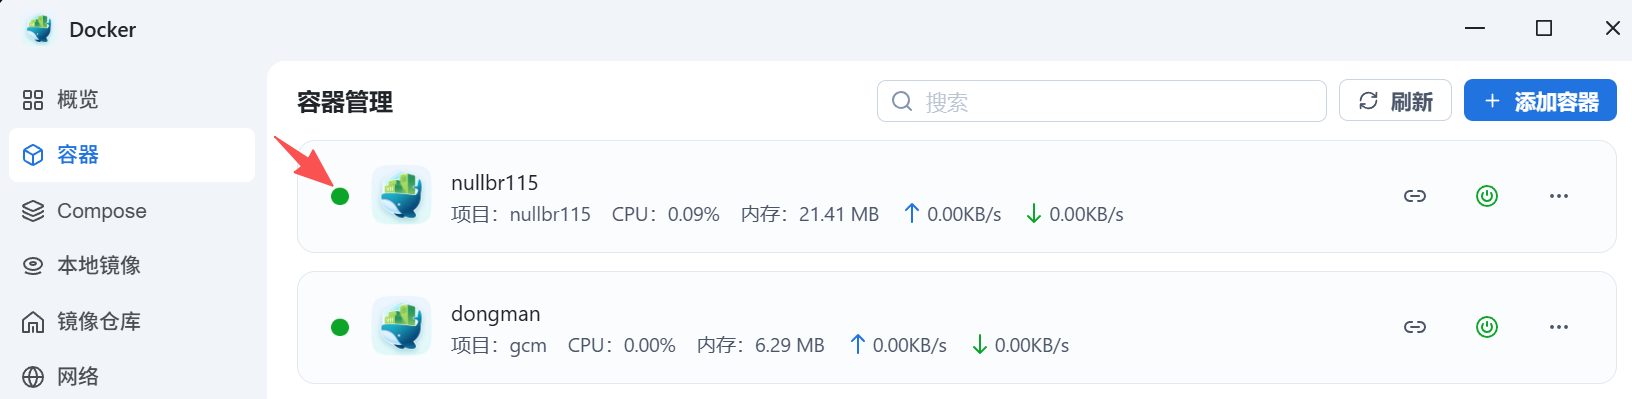 Docker
概览
容器
Compose
本地镜像
镜像仓库
网络
容器管理
搜索
刷新
添加容器
nullbr115
项目：nullbr115 CPU：0.09% 内存：21.41 MB 0.00KB/s 0.00KB/s
dongman
项目：gcm CPU：0.00% 内存：6.29 MB 0.00KB/s 0.00KB/s